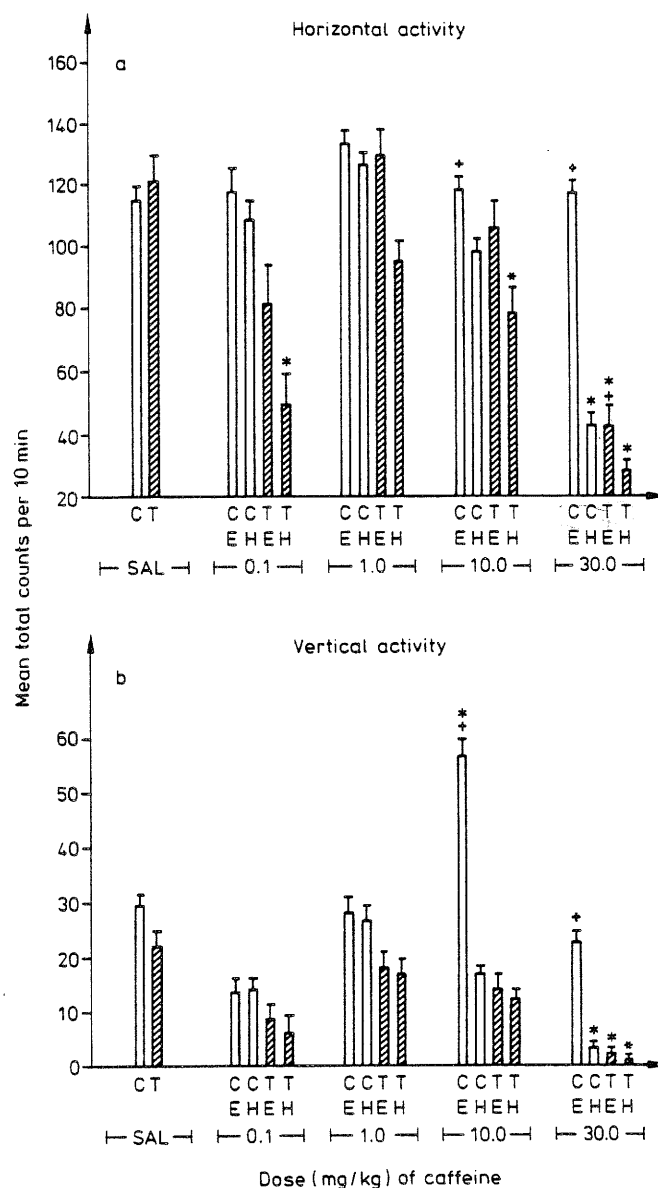 Horizontal activity
a
160
140
120
100
80
60
40
20
+
+
*
*
*
*
+
*
C T C C T T C C T T C C T T C C T T
E H E H E H E H E H E H E H E H
SAL 0.1 1.0 10.0 30.0
Mean total counts per 10 min
Vertical activity
b
60
50
40
30
20
10
0
*
+
+
*
*
*
C T C C T T C C T T C C T T C C T T
E H E H E H E H E H E H E H E H
SAL 0.1 1.0 10.0 30.0
Dose (mg/kg) of caffeine